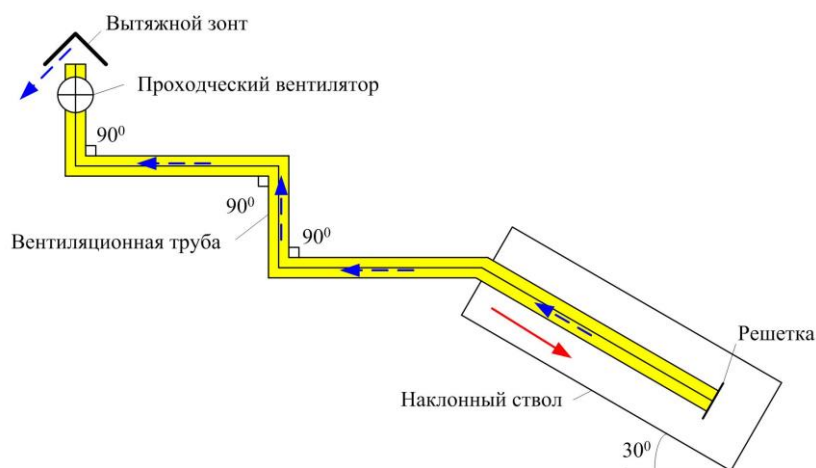 Вытяжной зонт
Проходческий вентилятор
90⁰
90⁰
90⁰
Вентиляционная труба
Решетка
Наклонный ствол
30⁰